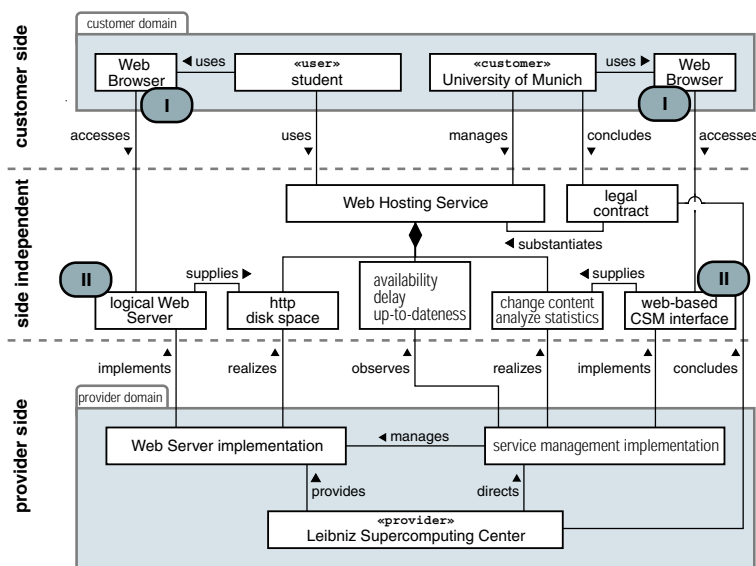 customer side
customer domain
Web
Browser
uses
«user»
student
«customer»
University of Munich
uses
Web
Browser
I
I
accesses
uses
manages
concludes
accesses
side independent
Web Hosting Service
legal
contract
substantiates
II
supplies
supplies
II
logical Web
Server
http
disk space
availability
delay
up-to-dateness
change content
analyze statistics
web-based
CSM interface
implements
realizes
observes
realizes
implements
concludes
provider side
provider domain
Web Server implementation
manages
service management implementation
provides
directs
«provider»
Leibniz Supercomputing Center